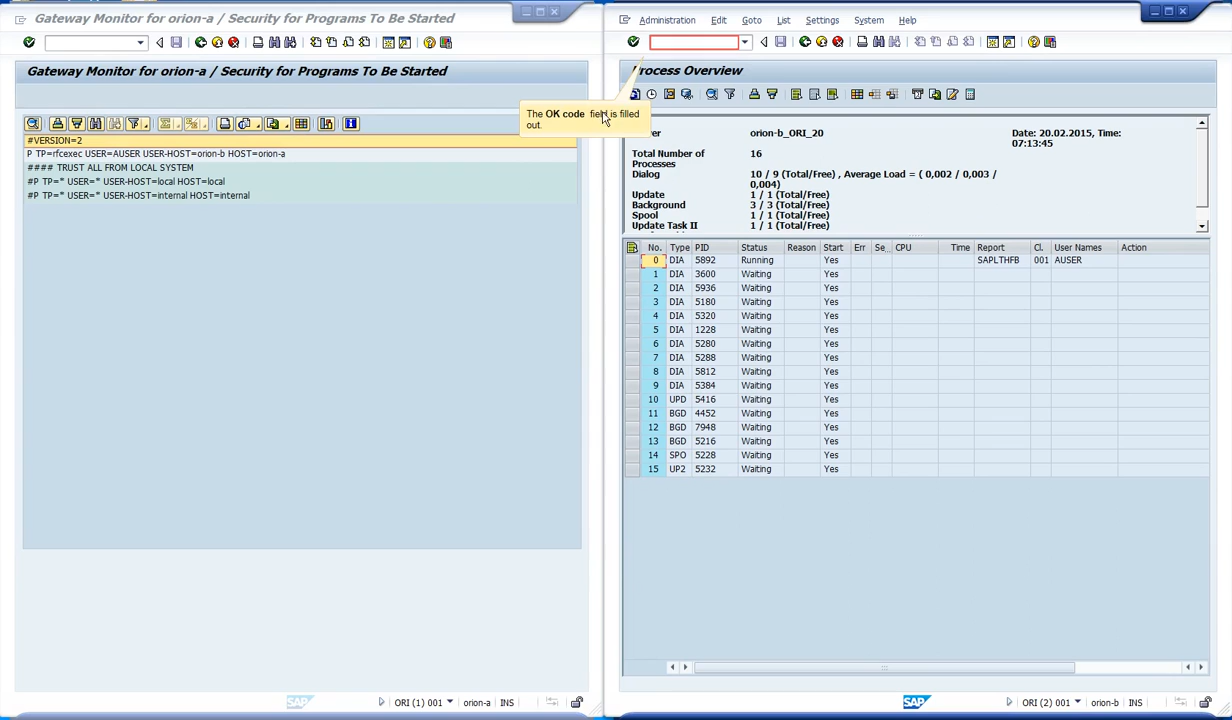 Gateway Monitor for orion-a / Security for Programs To Be Started
Gateway Monitor for orion-a / Security for Programs To Be Started
#VERSION=2
P TP=rfcexec USER=AUSER USER-HOST=orion-b HOST=orion-a
#### TRUST ALL FROM LOCAL SYSTEM
#P TP=* USER=* USER-HOST=local HOST=local
#P TP=* USER=* USER-HOST=internal HOST=internal
SAP ORI (1) 001 orion-a INS
Administration Edit Goto List Settings System Help
Process Overview
The OK code field is filled
out.
orion-b_ORI_20 Date: 20.02.2015, Time:
07:13:45
Total Number of 16
Processes
Dialog 10 / 9 (Total/Free) , Average Load = ( 0,002 / 0,003 /
0,004)
Update 1 / 1 (Total/Free)
Background 3 / 3 (Total/Free)
Spool 1 / 1 (Total/Free)
Update Task II 1 / 1 (Total/Free)
No. Type PID Status Reason Start Err Se... CPU Time Report Cl. User Names Action
0 DIA 5892 Running Yes SAPLTHFB 001 AUSER
1 DIA 3600 Waiting Yes
2 DIA 5936 Waiting Yes
3 DIA 5180 Waiting Yes
4 DIA 5320 Waiting Yes
5 DIA 1228 Waiting Yes
6 DIA 5280 Waiting Yes
7 DIA 5288 Waiting Yes
8 DIA 5812 Waiting Yes
9 DIA 5384 Waiting Yes
10 UPD 5416 Waiting Yes
11 BGD 4452 Waiting Yes
12 BGD 7948 Waiting Yes
13 BGD 5216 Waiting Yes
14 SPO 5228 Waiting Yes
15 UP2 5232 Waiting Yes
SAP ORI (2) 001 orion-b INS